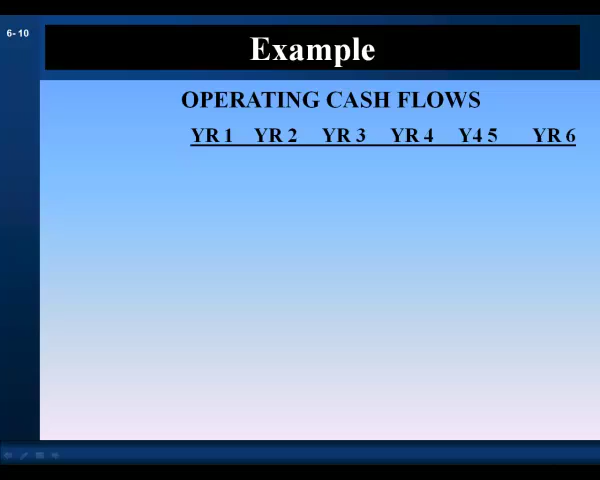 6- 10
Example
OPERATING CASH FLOWS
YR 1 YR 2 YR 3 YR 4 Y4 5 YR 6